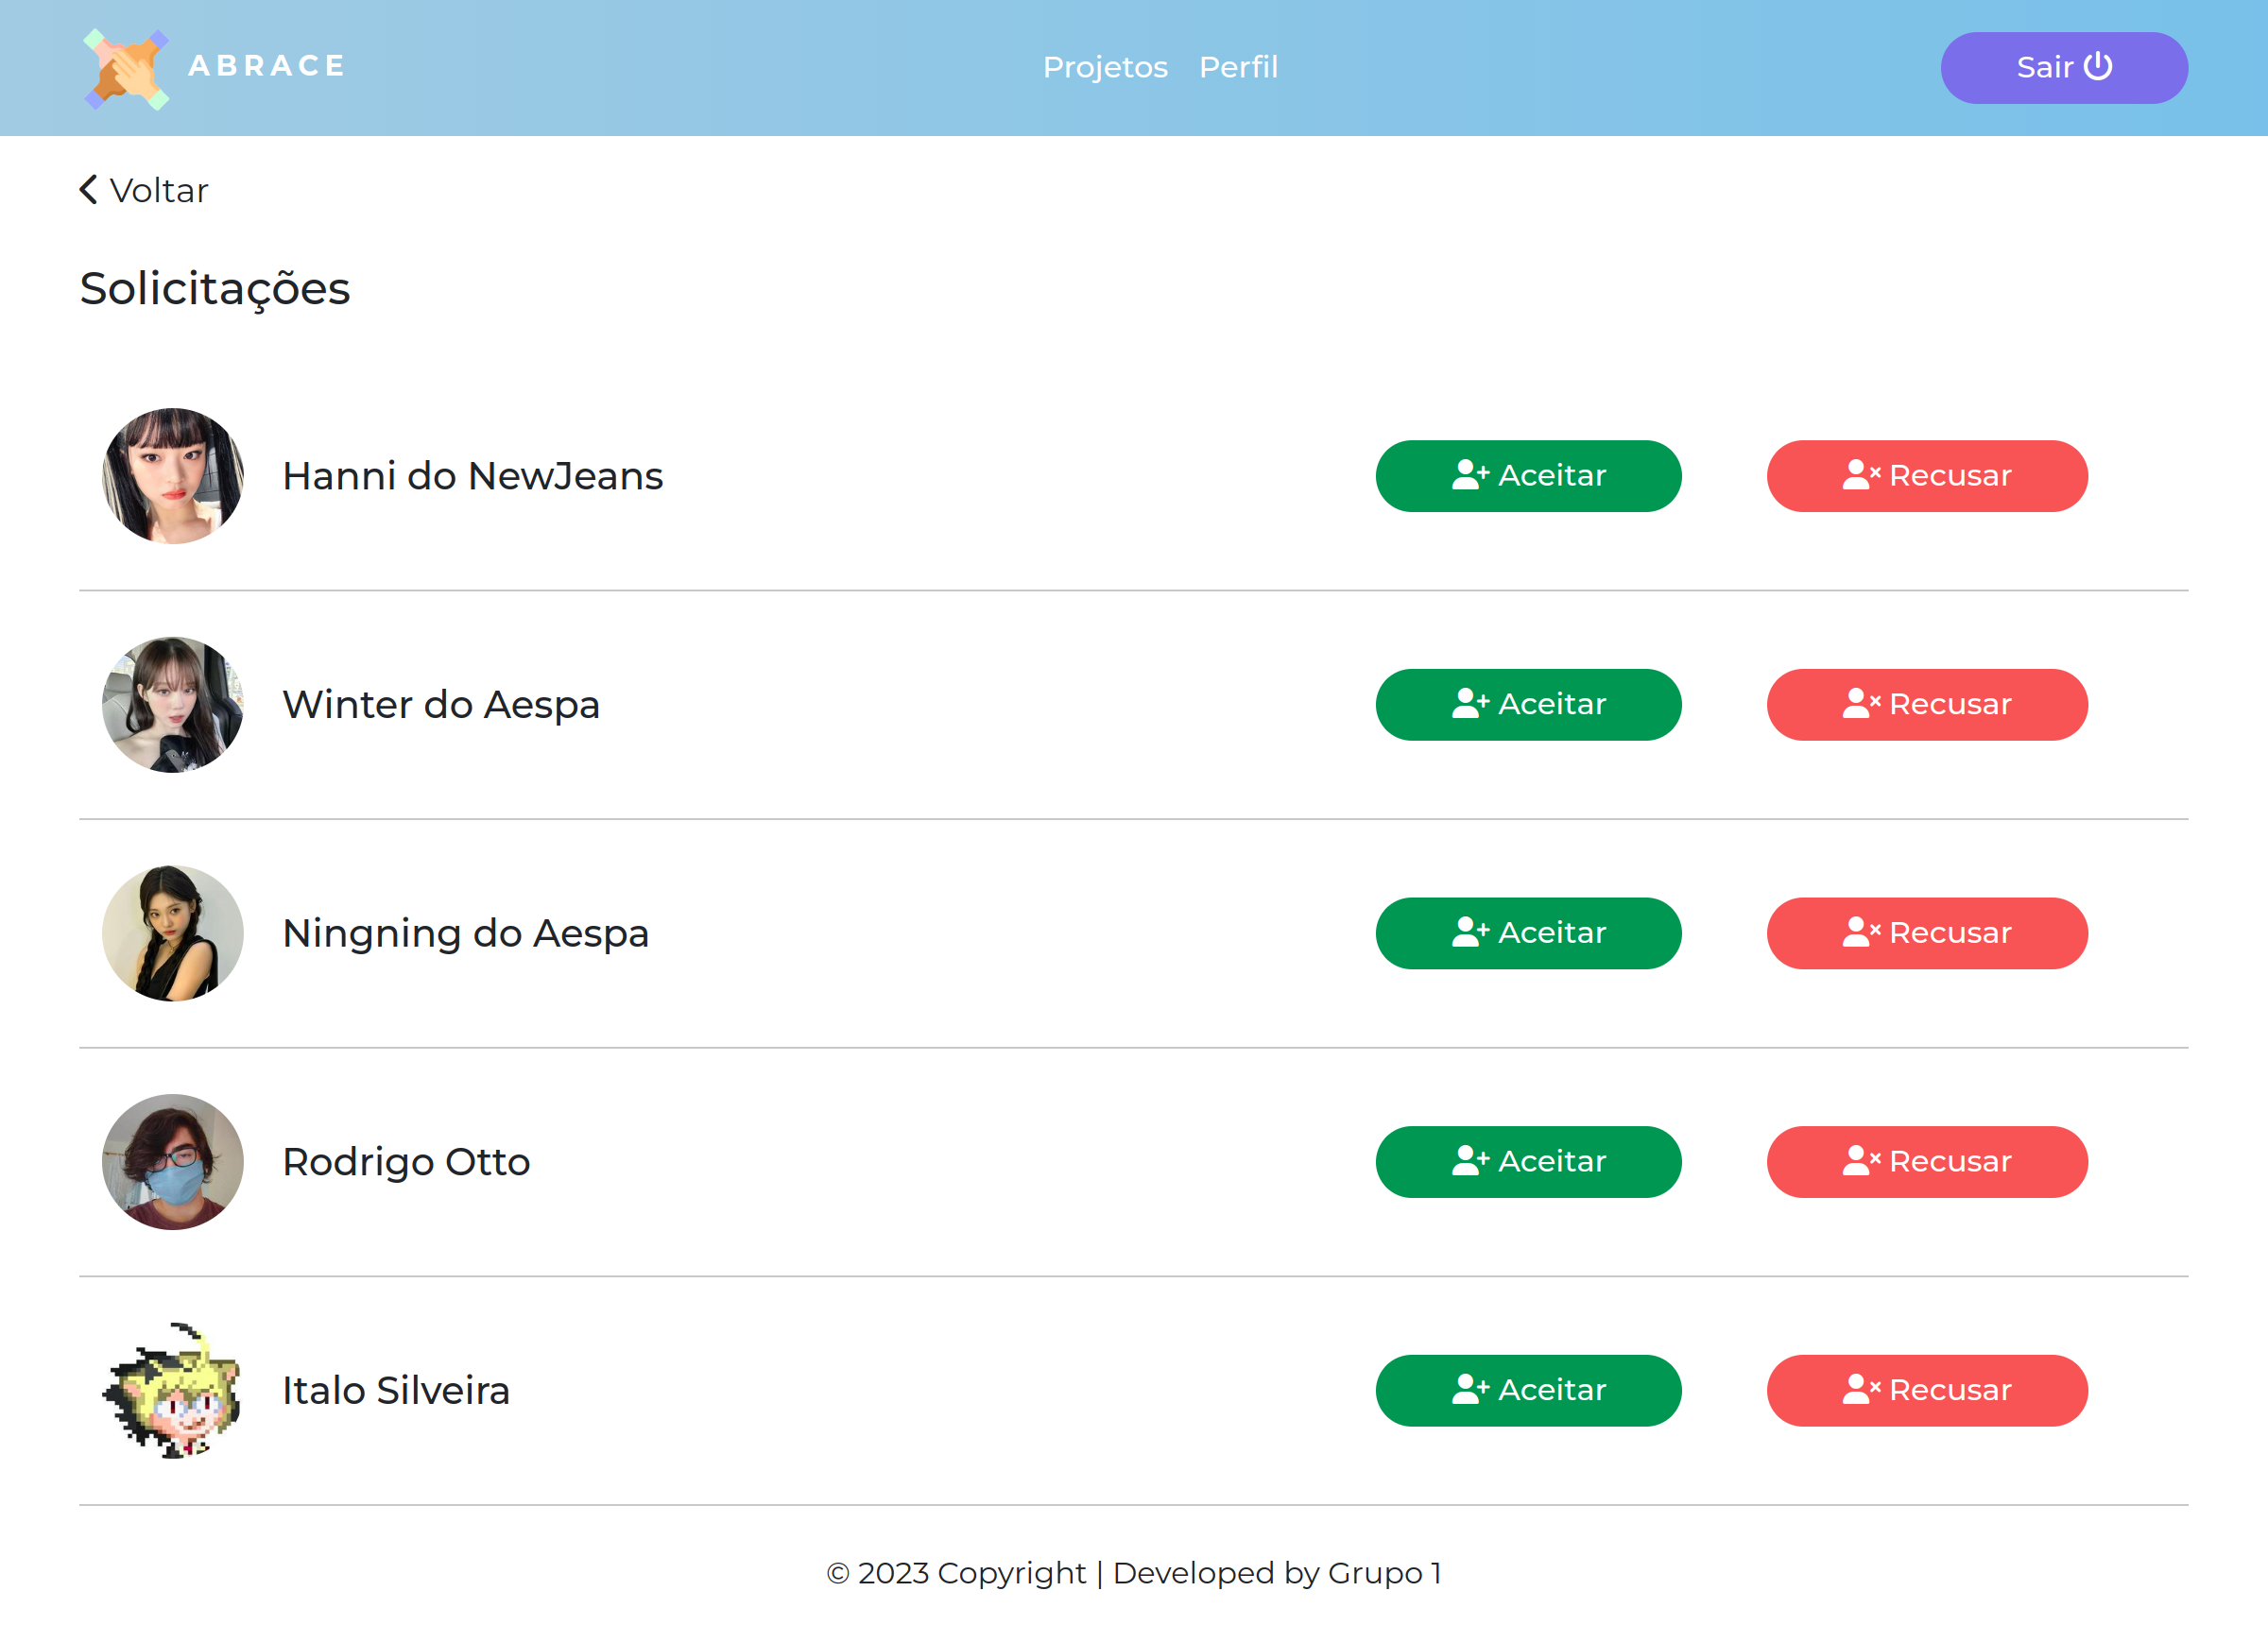 ABRACE
Projetos Perfil
Sair
Voltar
Solicitações
Hanni do NewJeans Aceitar Recusar
Winter do Aespa Aceitar Recusar
Ningning do Aespa Aceitar Recusar
Rodrigo Otto Aceitar Recusar
Italo Silveira Aceitar Recusar
© 2023 Copyright | Developed by Grupo 1